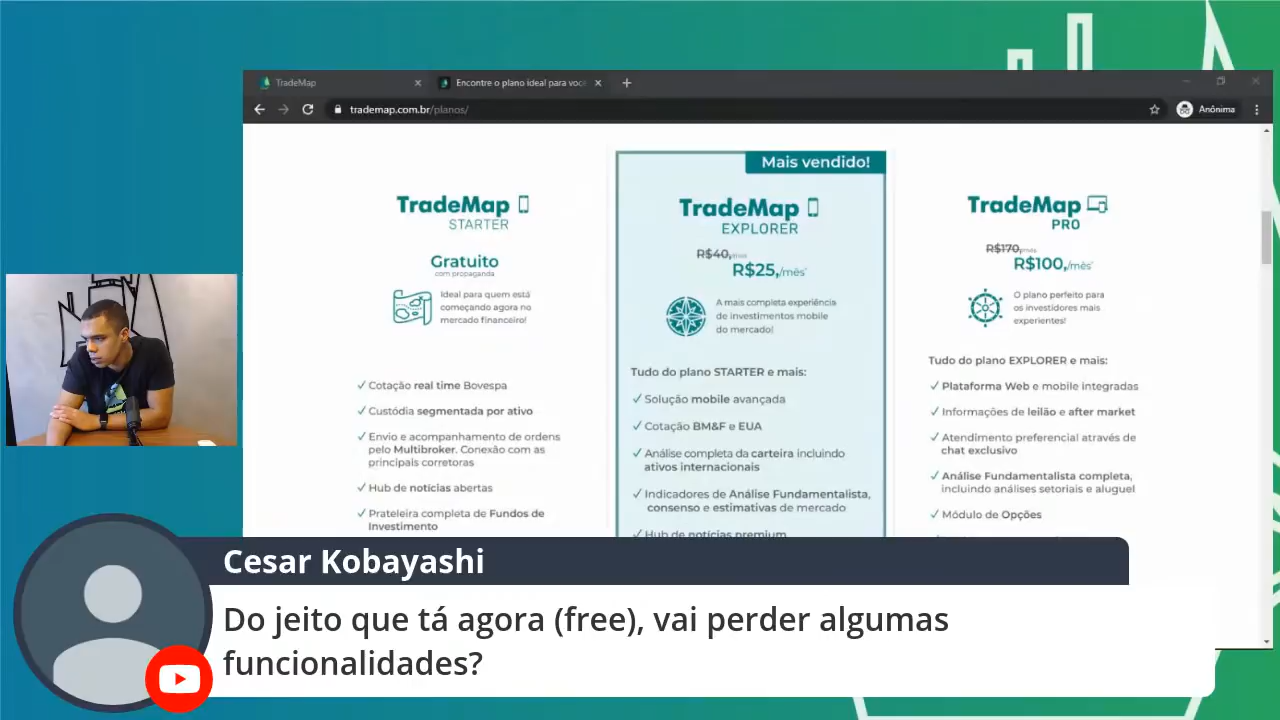 TradeMap
Encontre o plano ideal para você
trademap.com.br/planos/
Anônima
TradeMap
STARTER
Gratuito
com propaganda
Ideal para quem está
começando agora no
mercado financeiro!
✓ Cotação real time Bovespa
✓ Custódia segmentada por ativo
✓ Envio e acompanhamento de ordens
pelo Multibroker. Conexão com as
principais corretoras
✓ Hub de notícias abertas
✓ Prateleira completa de Fundos de
Investimento
Mais vendido!
TradeMap
EXPLORER
R$40,/mês
R$25,/mês*
A mais completa experiência
de investimentos mobile
do mercado!
Tudo do plano STARTER e mais:
✓ Solução mobile avançada
✓ Cotação BM&F e EUA
✓ Análise completa da carteira incluindo
ativos internacionais
✓ Indicadores de Análise Fundamentalista,
consenso e estimativas de mercado
✓ Hub de notícias premium
TradeMap
PRO
R$170,/mês
R$100,/mês*
O plano perfeito para
os investidores mais
experientes!
Tudo do plano EXPLORER e mais:
✓ Plataforma Web e mobile integradas
✓ Informações de leilão e after market
✓ Atendimento preferencial através de
chat exclusivo
✓ Análise Fundamentalista completa,
incluindo análises setoriais e aluguel
✓ Módulo de Opções
Cesar Kobayashi
Do jeito que tá agora (free), vai perder algumas
funcionalidades?